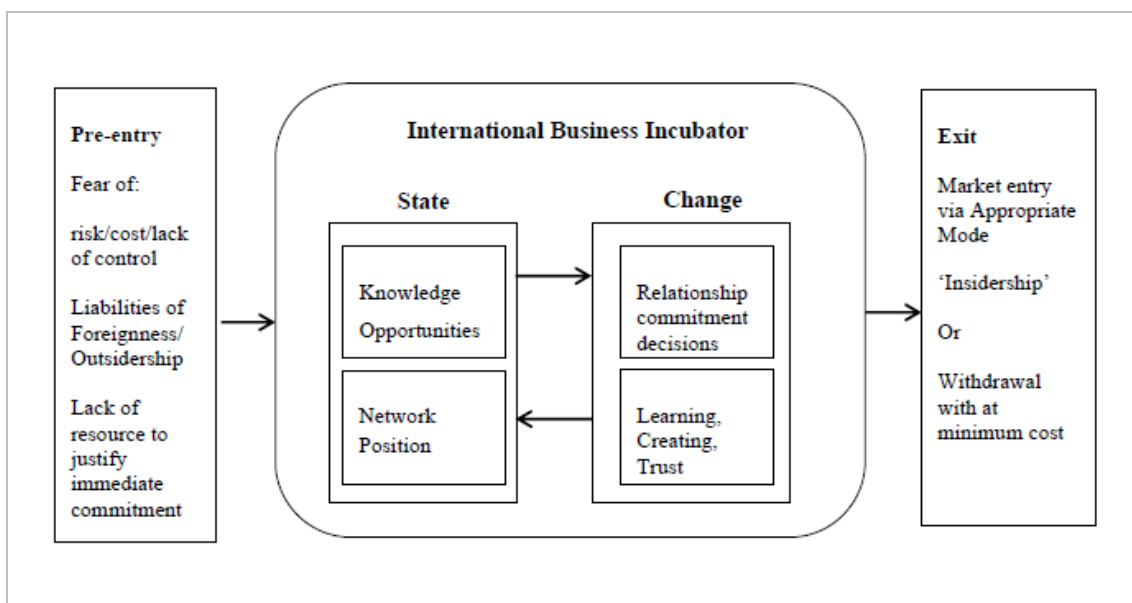 Pre-entry
Fear of:
risk/cost/lack
of control
Liabilities of
Foreignness/
Outsidership
Lack of
resource to
justify
immediate
commitment
International Business Incubator
State
Knowledge
Opportunities
Network
Position
Change
Relationship
commitment
decisions
Learning,
Creating,
Trust
Exit
Market entry
via Appropriate
Mode
‘Insidership’
Or
Withdrawal
with at
minimum cost